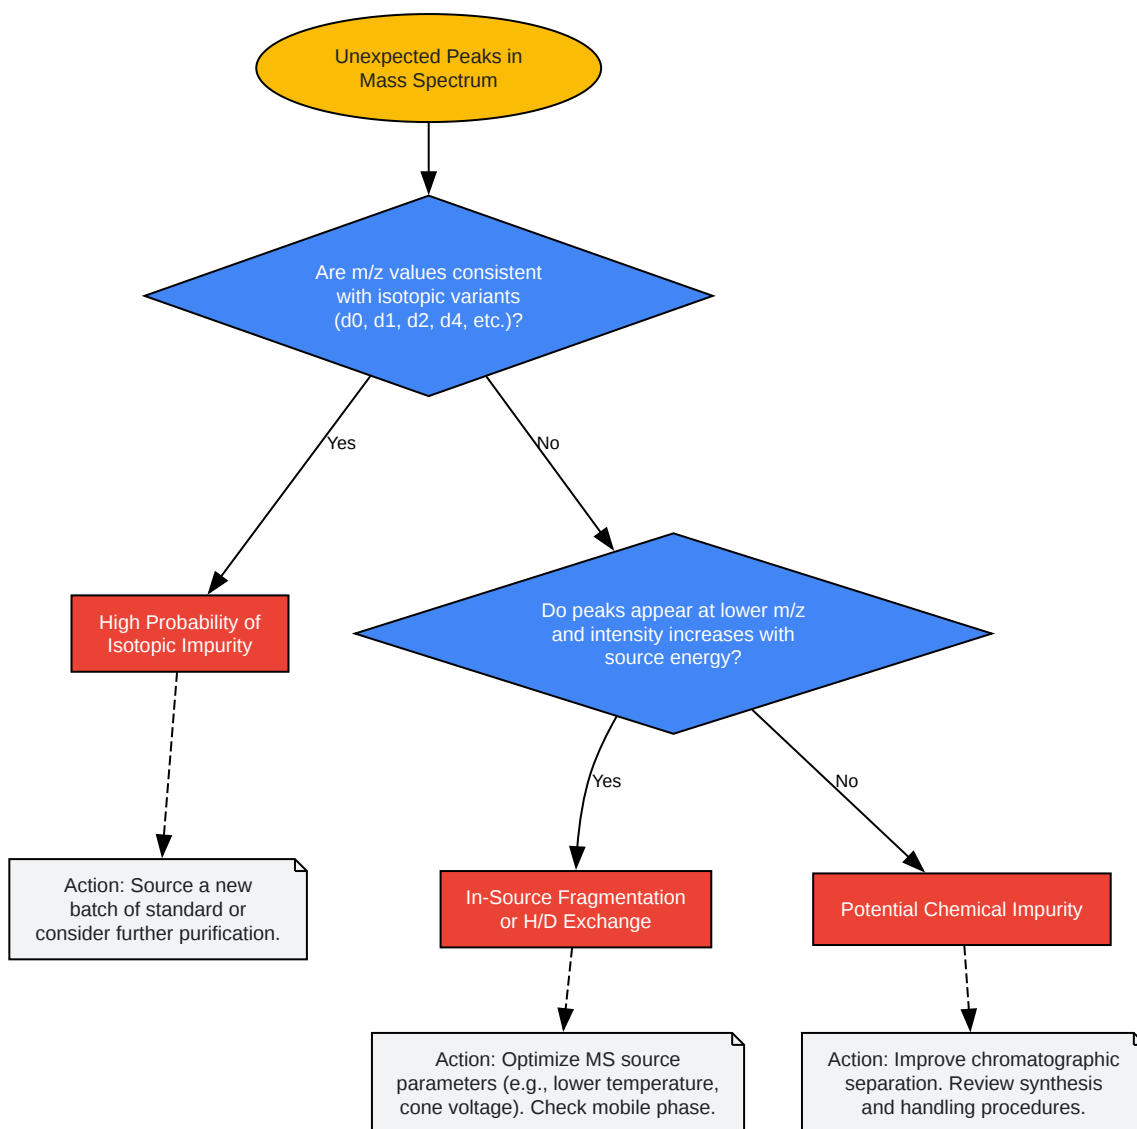 Unexpected Peaks in
Mass Spectrum
Are m/z values consistent
with isotopic variants
(d0, d1, d2, d4, etc.)?
Yes
No
High Probability of
Isotopic Impurity
Do peaks appear at lower m/z
and intensity increases with
source energy?
Yes
No
Action: Source a new
batch of standard or
consider further purification.
In-Source Fragmentation
or H/D Exchange
Potential Chemical Impurity
Action: Optimize MS source
parameters (e.g., lower temperature,
cone voltage). Check mobile phase.
Action: Improve chromatographic
separation. Review synthesis
and handling procedures.